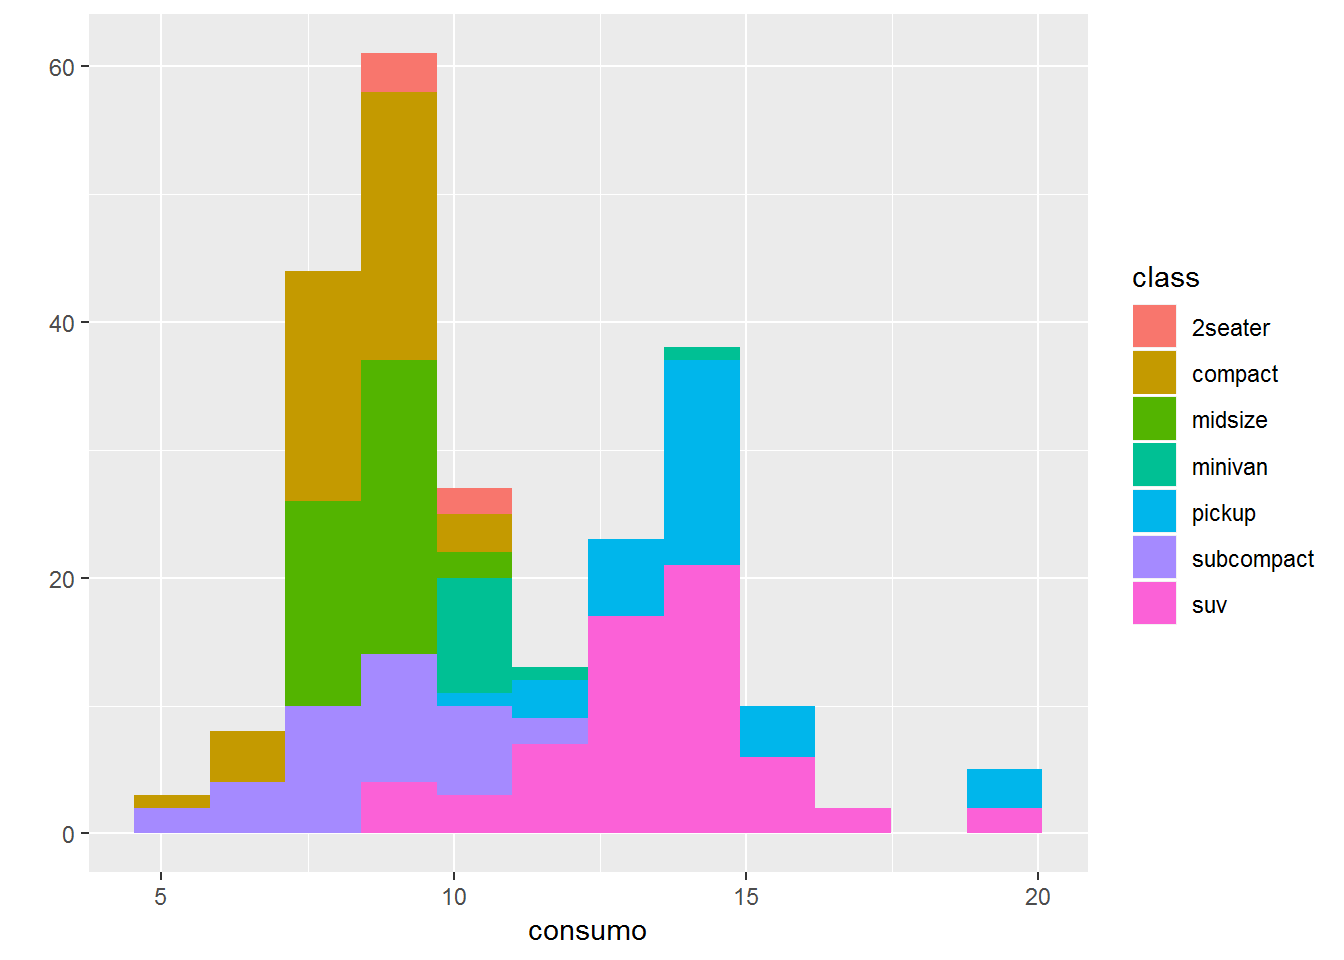 60
40
20
0
5 10 15 20
consumo
class
2seater
compact
midsize
minivan
pickup
subcompact
suv